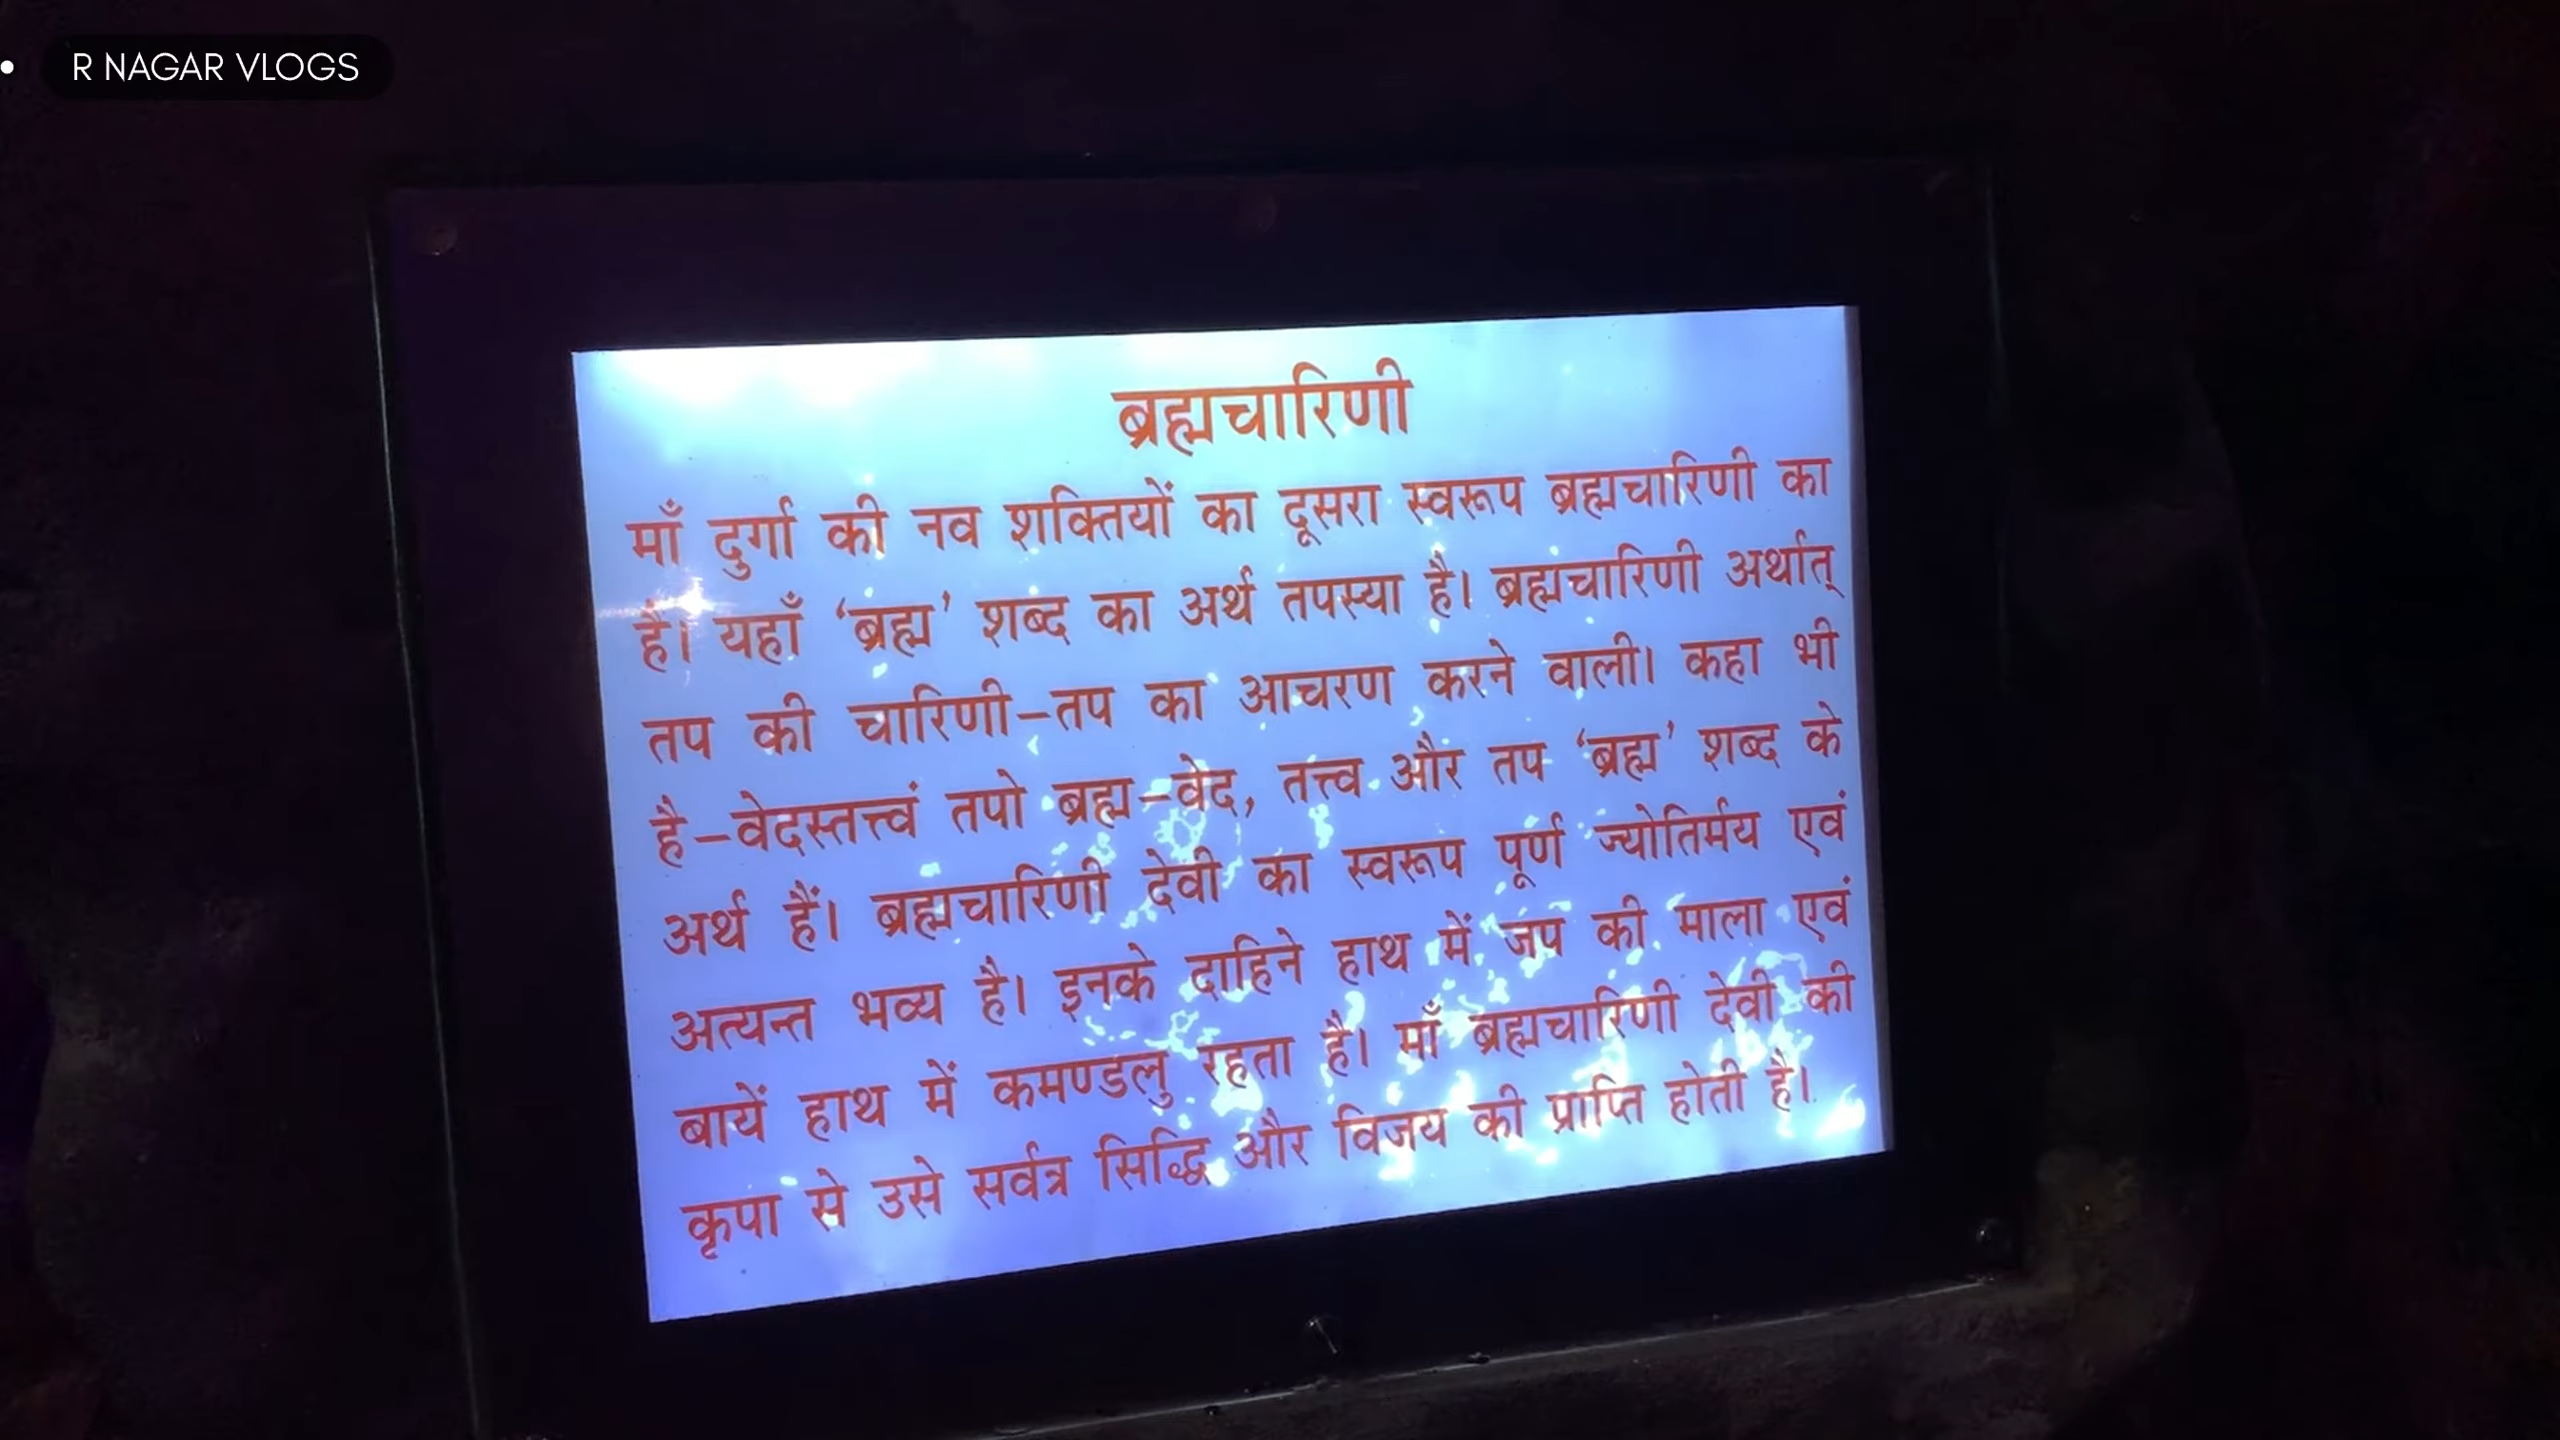 R NAGAR VLOGS
ब्रह्मचारिणी
माँ दुर्गा की नव शक्तियों का दूसरा स्वरूप ब्रह्मचारिणी का
है। यहाँ ‘ब्रह्म’ शब्द का अर्थ तपस्या है। ब्रह्मचारिणी अर्थात्
तप की चारिणी–तप का आचरण करने वाली। कहा भी
है–वेदस्तत्त्वं तपो ब्रह्म–वेद, तत्त्व और तप ‘ब्रह्म’ शब्द के
अर्थ हैं। ब्रह्मचारिणी देवी का स्वरूप पूर्ण ज्योतिर्मय एवं
अत्यन्त भव्य है। इनके दाहिने हाथ में जप की माला एवं
बायें हाथ में कमण्डलु रहता है। माँ ब्रह्मचारिणी देवी की
कृपा से उसे सर्वत्र सिद्धि और विजय की प्राप्ति होती है।